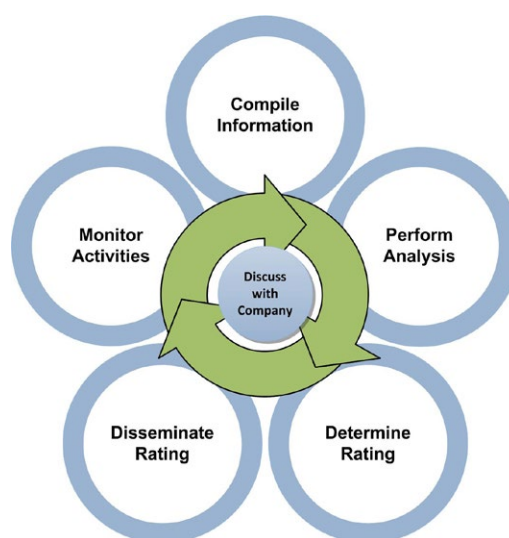 Compile
Information
Perform
Analysis
Determine
Rating
Disseminate
Rating
Monitor
Activities
Discuss
with
Company